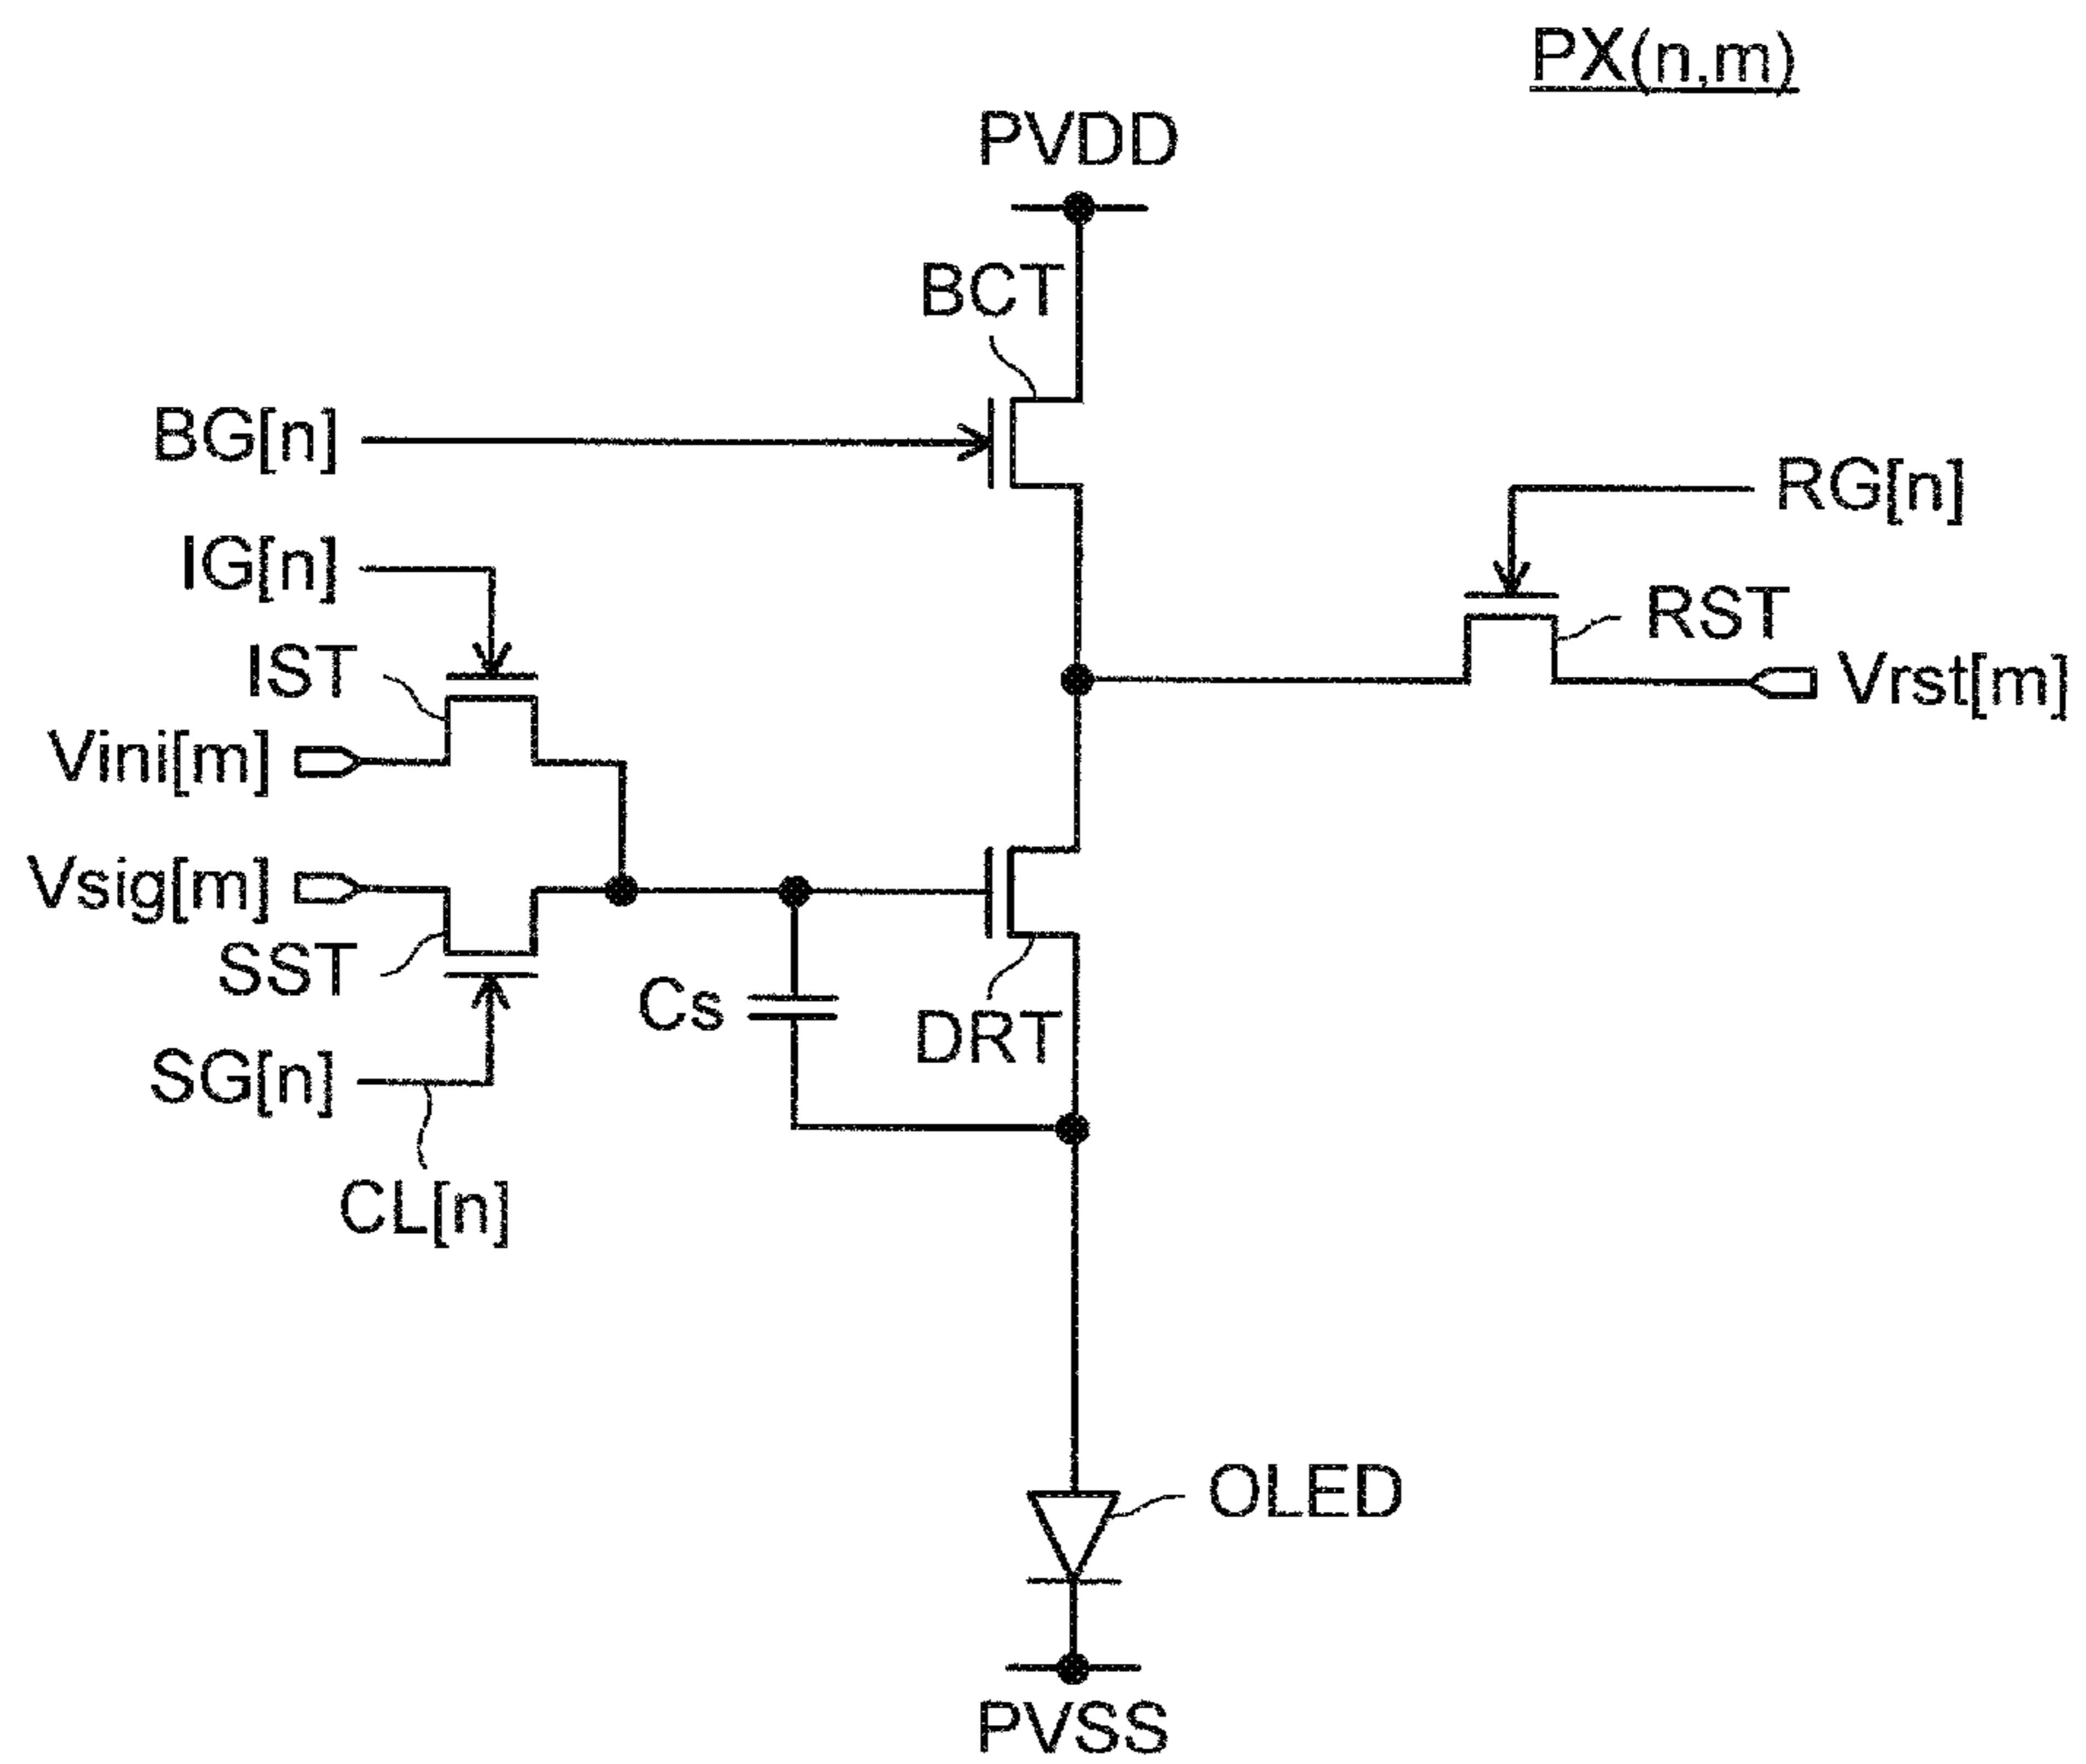 PX(n,m)
PVDD
BCT
BG[n]
RG[n]
IG[n]
RST
IST
Vrst[m]
Vini[m]
Vsig[m]
SST
Cs
DRT
SG[n]
CL[n]
OLED
PVSS